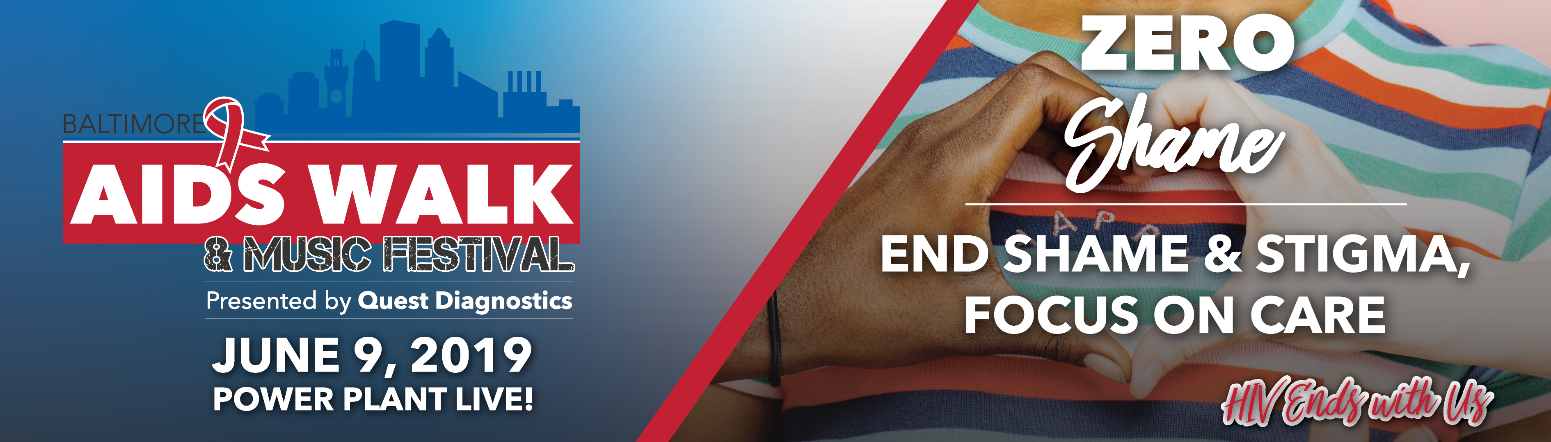 BALTIMORE
AIDS WALK
& MUSIC FESTIVAL
Presented by Quest Diagnostics
JUNE 9, 2019
POWER PLANT LIVE!
ZERO
Shame
END SHAME & STIGMA,
FOCUS ON CARE
HIV Ends with Us